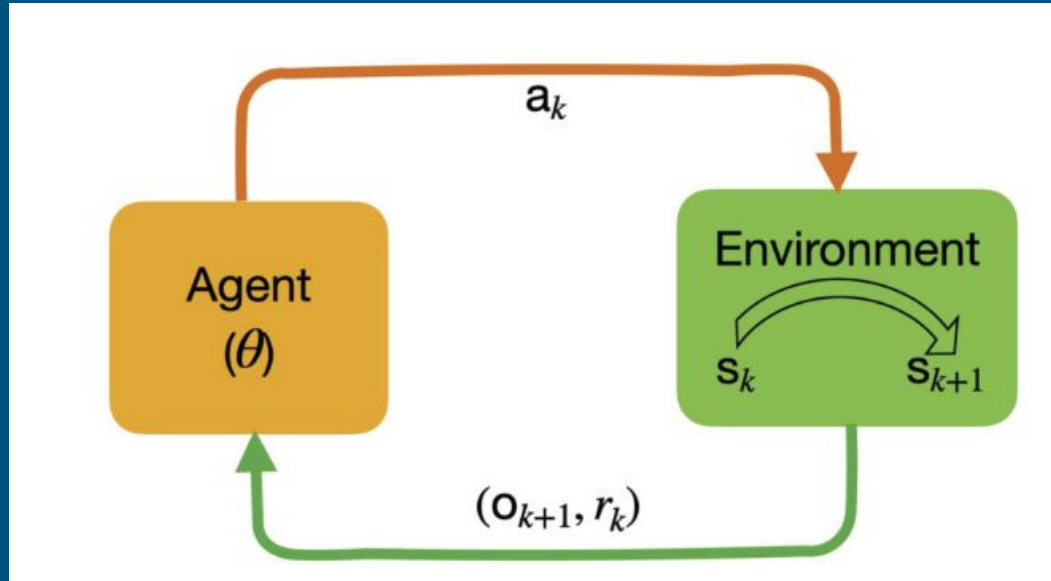 a_k
Agent
(θ)
Environment
s_k s_{k+1}
(o_{k+1}, r_k)